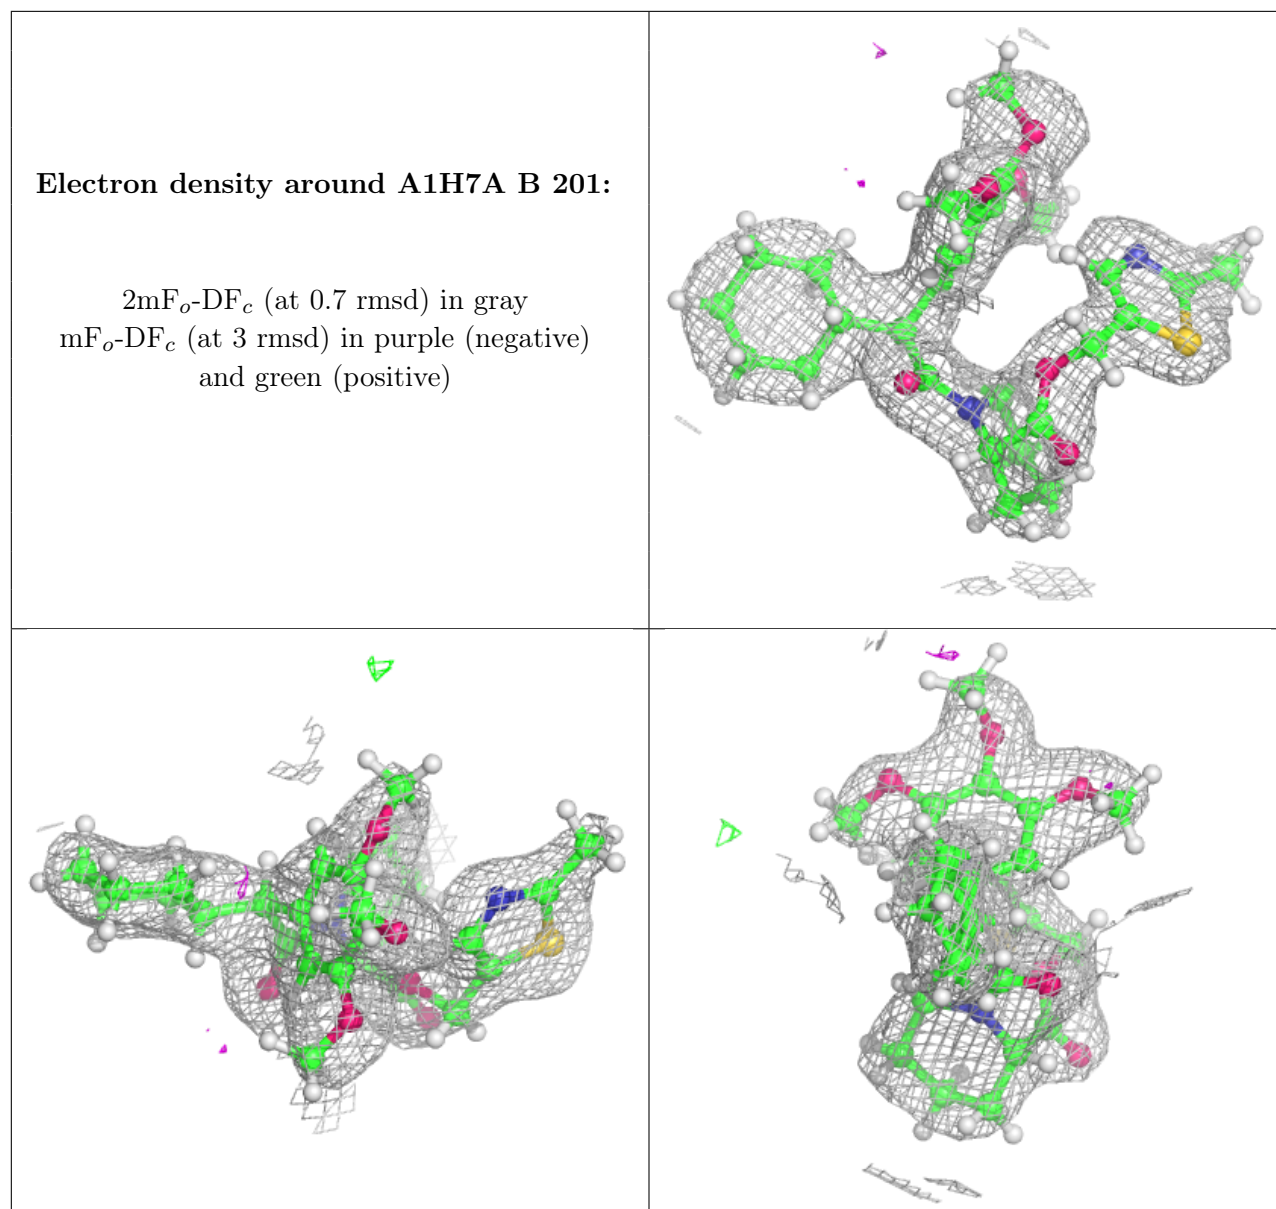 Electron density around A1H7A B 201:
2mFₒ-DF𝒸 (at 0.7 rmsd) in gray
mFₒ-DF𝒸 (at 3 rmsd) in purple (negative)
and green (positive)